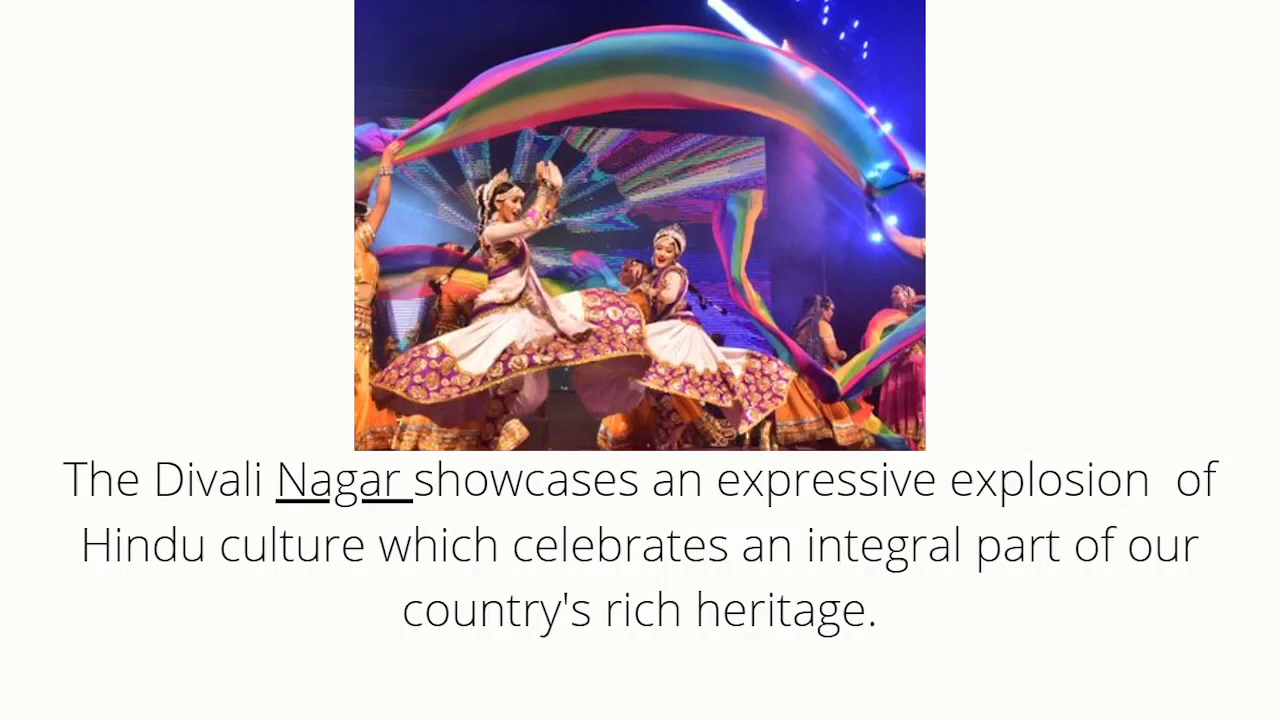 The Divali Nagar showcases an expressive explosion  of
Hindu culture which celebrates an integral part of our
country's rich heritage.